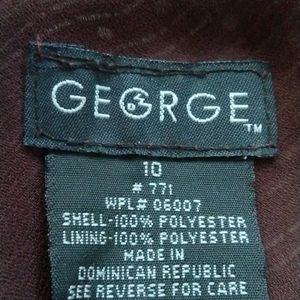 GEORGE
TM
10
# 771
WPL# 06007
SHELL-100% POLYESTER
LINING-100% POLYESTER
MADE IN
DOMINICAN REPUBLIC
SEE REVERSE FOR CARE